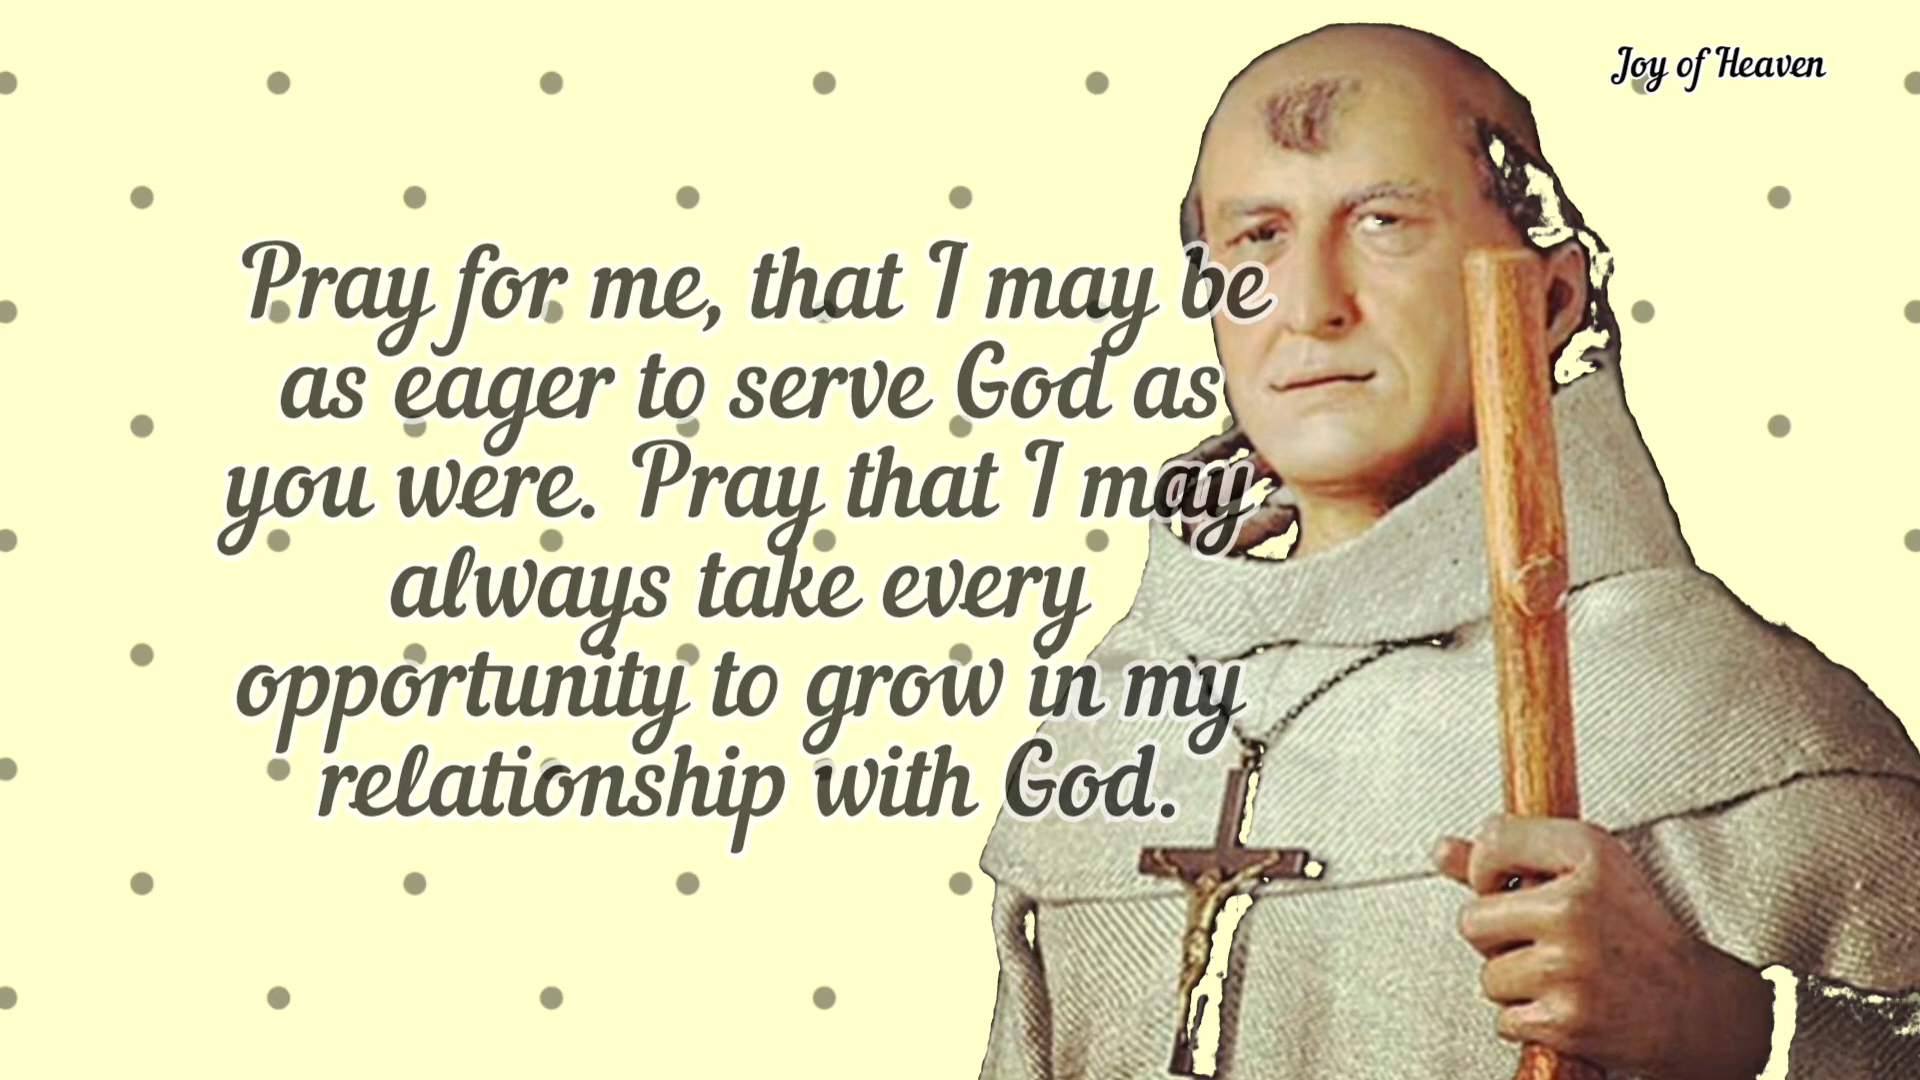 Joy of Heaven
Pray for me, that I may be
as eager to serve God as
you were. Pray that I may
always take every
opportunity to grow in my
relationship with God.